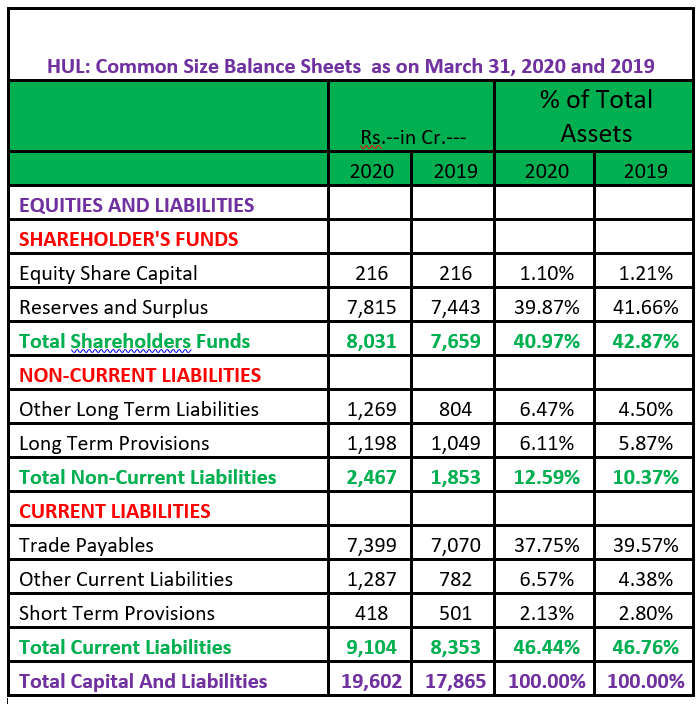 HUL: Common Size Balance Sheets as on March 31, 2020 and 2019
Rs.--in Cr.--- % of Total Assets
2020 2019 2020 2019
EQUITIES AND LIABILITIES
SHAREHOLDER'S FUNDS
Equity Share Capital 216 216 1.10% 1.21%
Reserves and Surplus 7,815 7,443 39.87% 41.66%
Total Shareholders Funds 8,031 7,659 40.97% 42.87%
NON-CURRENT LIABILITIES
Other Long Term Liabilities 1,269 804 6.47% 4.50%
Long Term Provisions 1,198 1,049 6.11% 5.87%
Total Non-Current Liabilities 2,467 1,853 12.59% 10.37%
CURRENT LIABILITIES
Trade Payables 7,399 7,070 37.75% 39.57%
Other Current Liabilities 1,287 782 6.57% 4.38%
Short Term Provisions 418 501 2.13% 2.80%
Total Current Liabilities 9,104 8,353 46.44% 46.76%
Total Capital And Liabilities 19,602 17,865 100.00% 100.00%